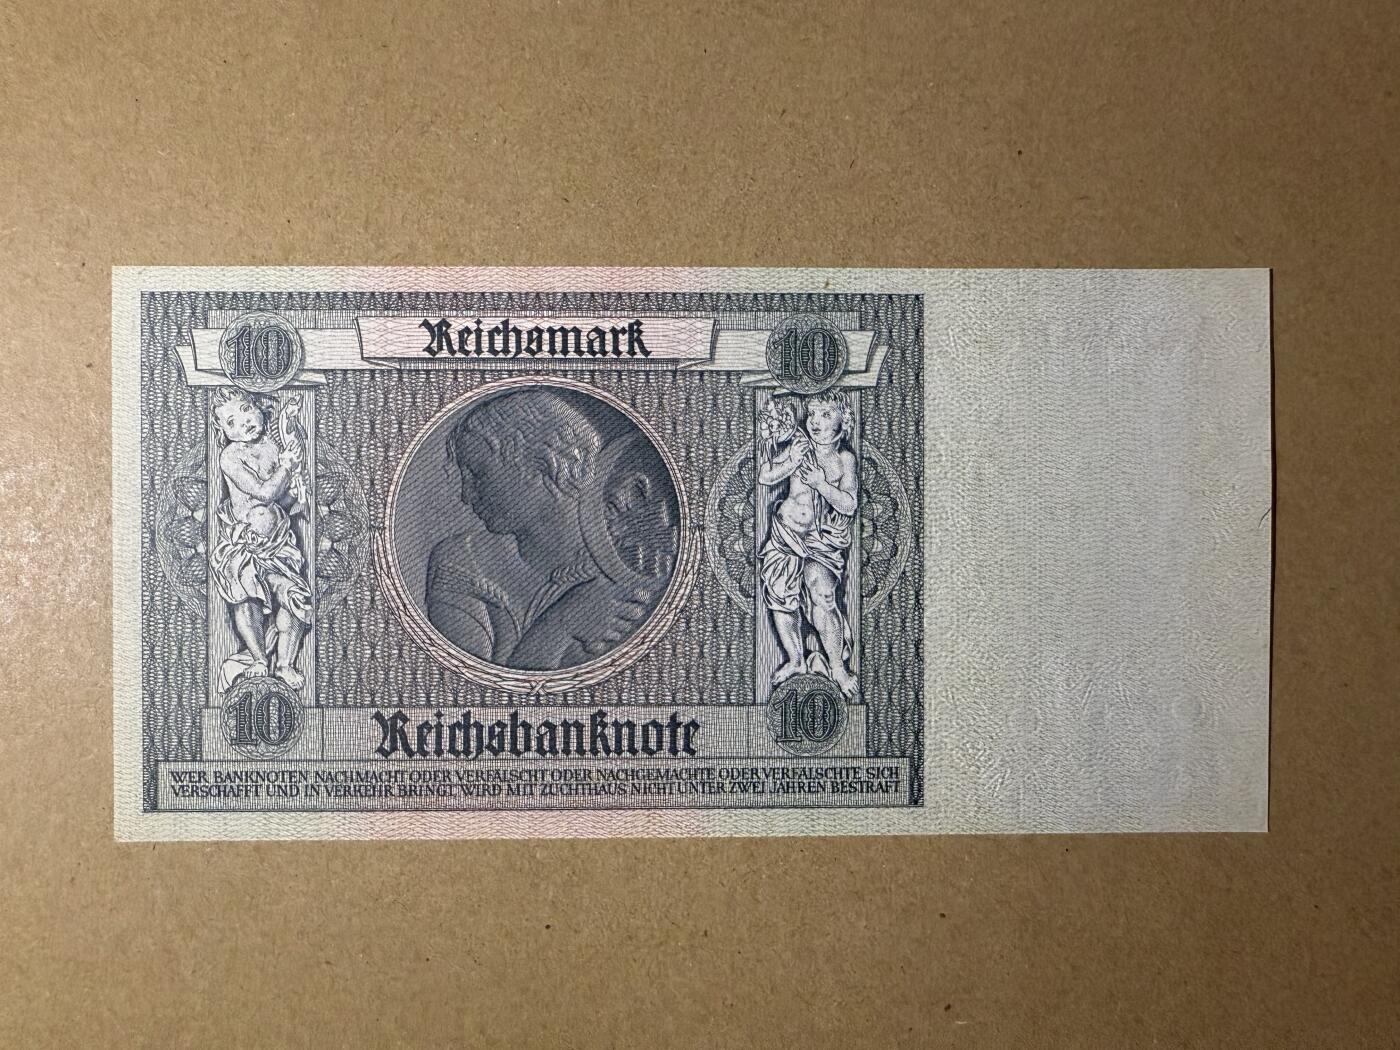 10 Reichsmark 10
10 Reichsbanknote 10
WER BANKNOTEN NACHMACHT ODER VERFÄLSCHT ODER NACHGEMACHTE ODER VERFÄLSCHTE SICH
VERSCHAFFT UND IN VERKEHR BRINGT WIRD MIT ZUCHTHAUS NICHT UNTER ZWEI JAHREN BESTRAFT